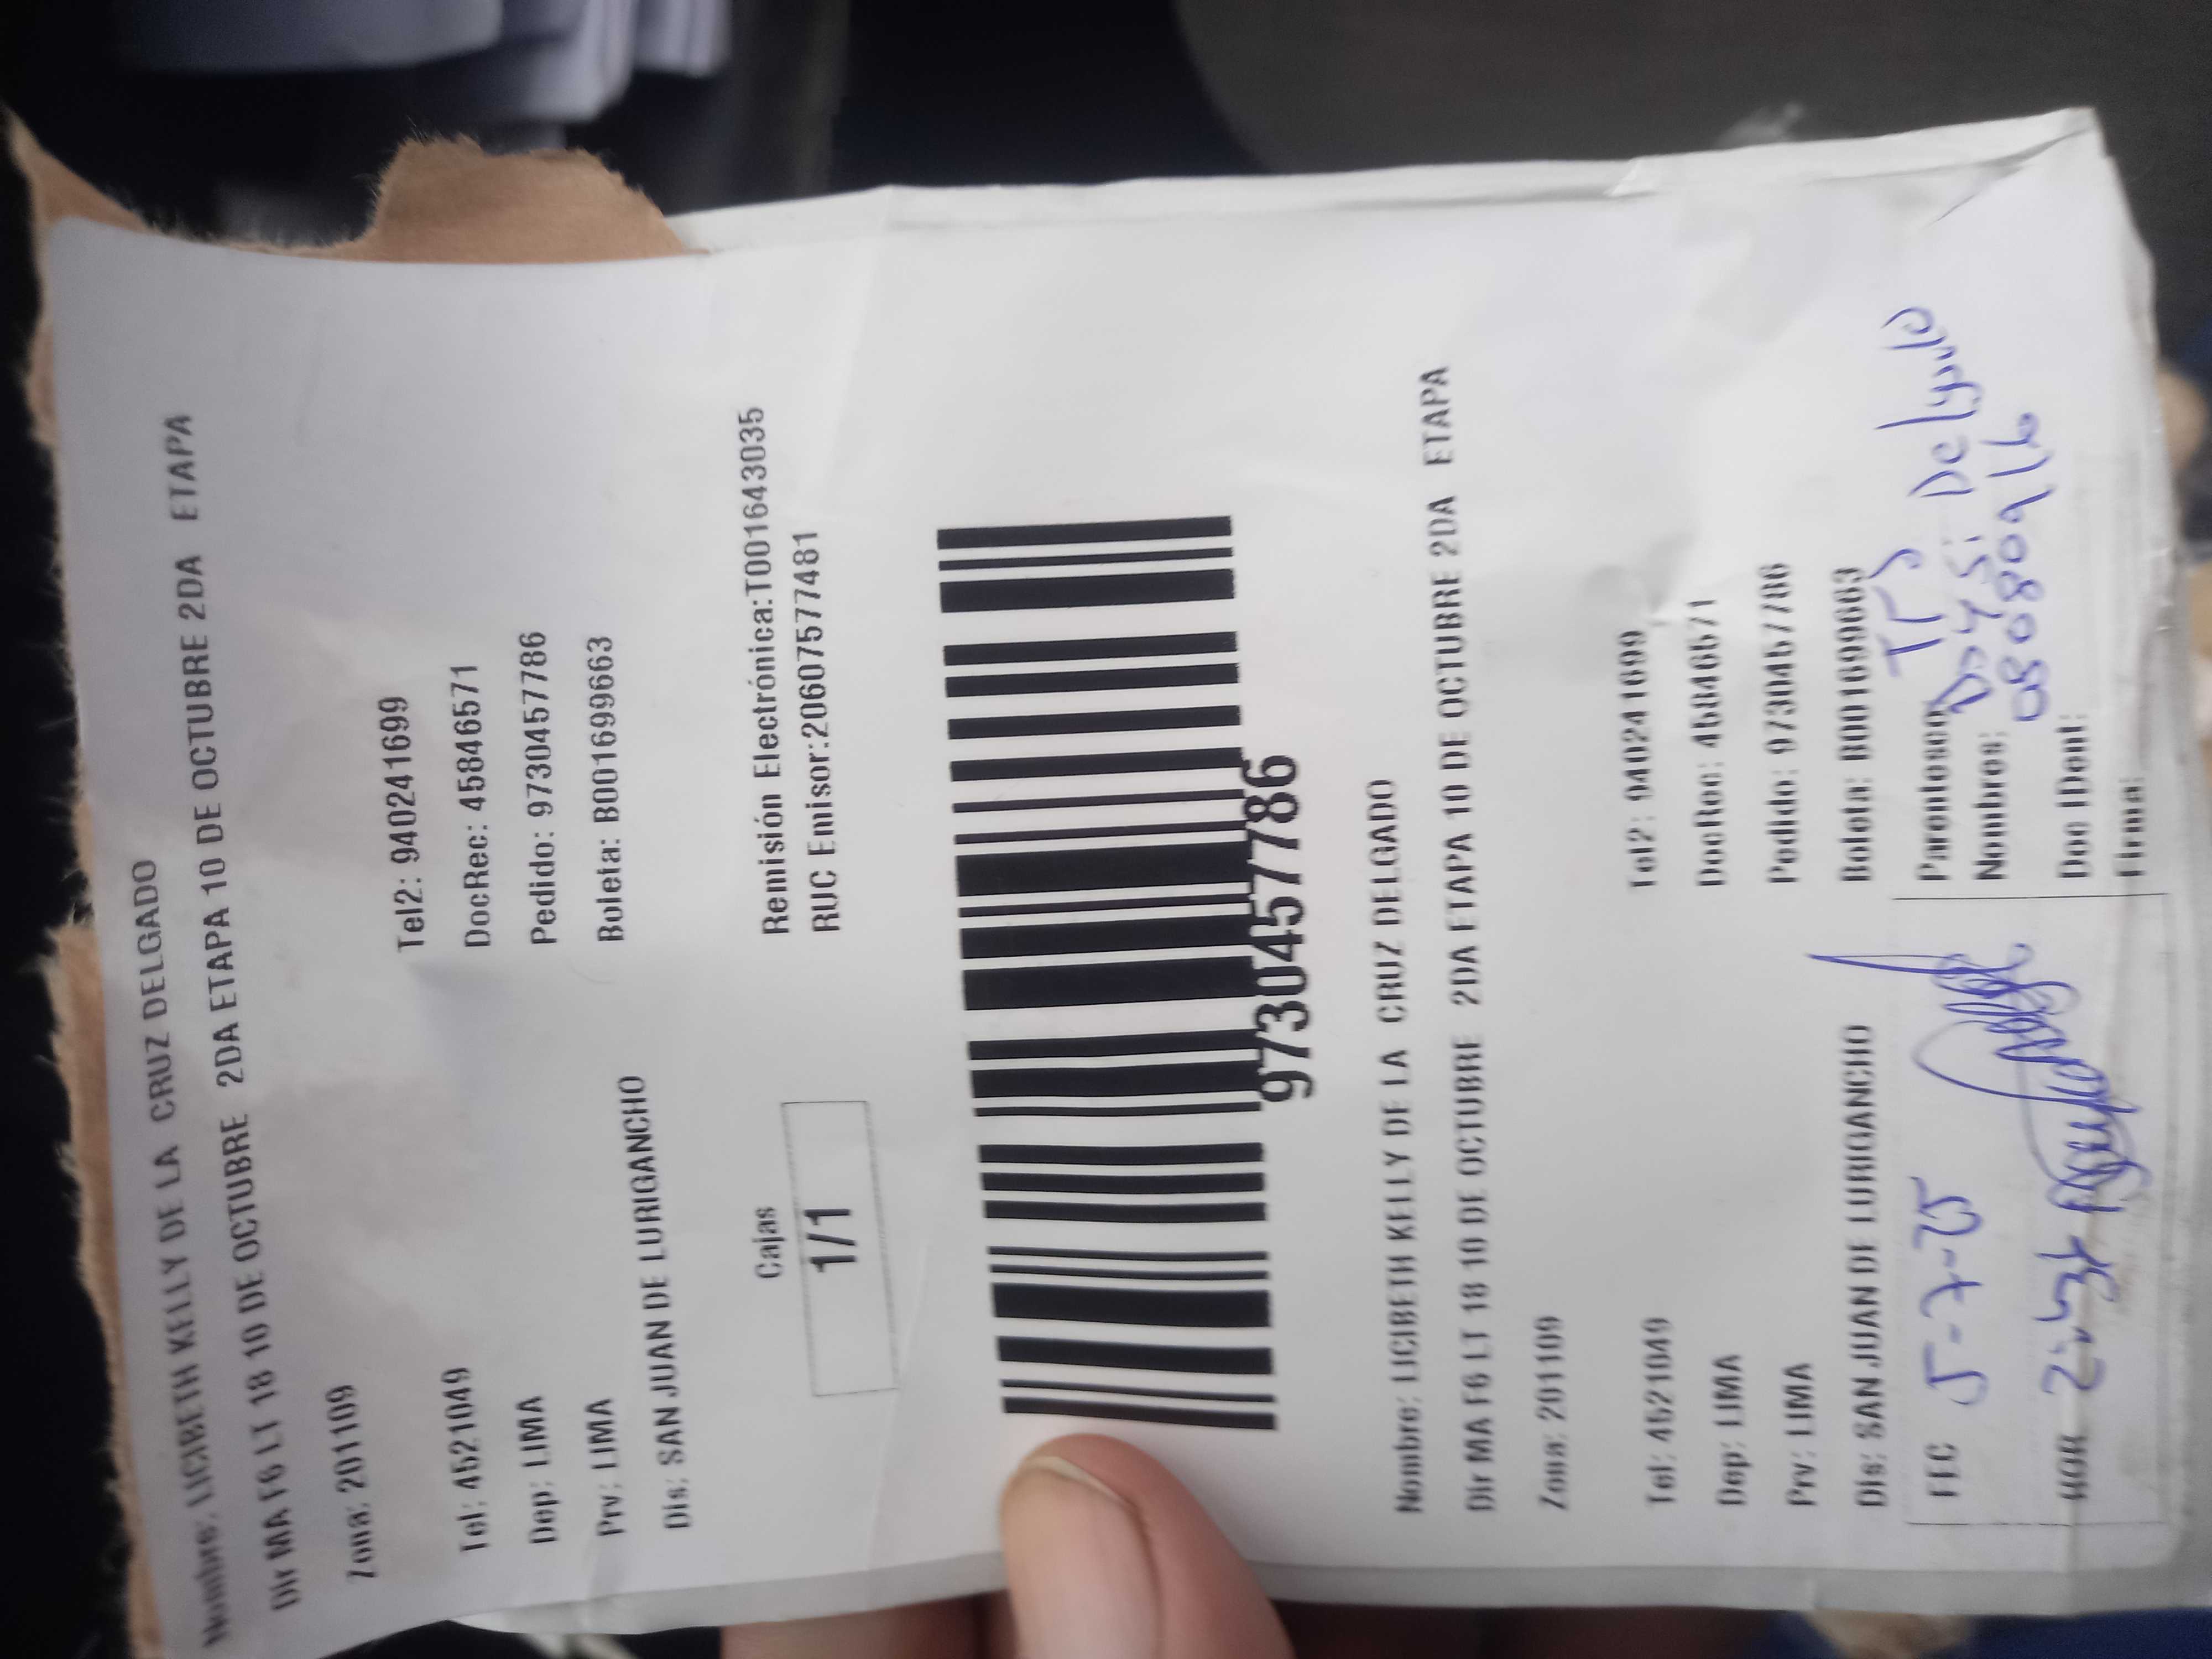 Nombre: LICIBETH KELLY DE LA CRUZ DELGADO
Dir MA F6 LT 18 10 DE OCTUBRE 2DA ETAPA 10 DE OCTUBRE 2DA ETAPA
Zona: 201109
Tel: 4521049 Tel2: 940241699
Dep: LIMA DocRec: 45846571
Prv: LIMA Pedido: 9730457786
Dis: SAN JUAN DE LURIGANCHO Boleta: B001699663
Cajas Remisión Electrónica:T001643035
1/1 RUC Emisor:20607577481
9730457786
Nombre: LICIBETH KELLY DE LA CRUZ DELGADO
Dir MA F6 LT 18 10 DE OCTUBRE 2DA ETAPA 10 DE OCTUBRE 2DA ETAPA
Zona: 201109
Tel: 4521049 Tel2: 940241699
Dep: LIMA DocRec: 45846571
Prv: LIMA Pedido: 9730457786
Dis: SAN JUAN DE LURIGANCHO Boleta: B001699663
FEC 5-7-25 Parentesco
Nombres: Delgado
HOR Doc IDent:
Firma: